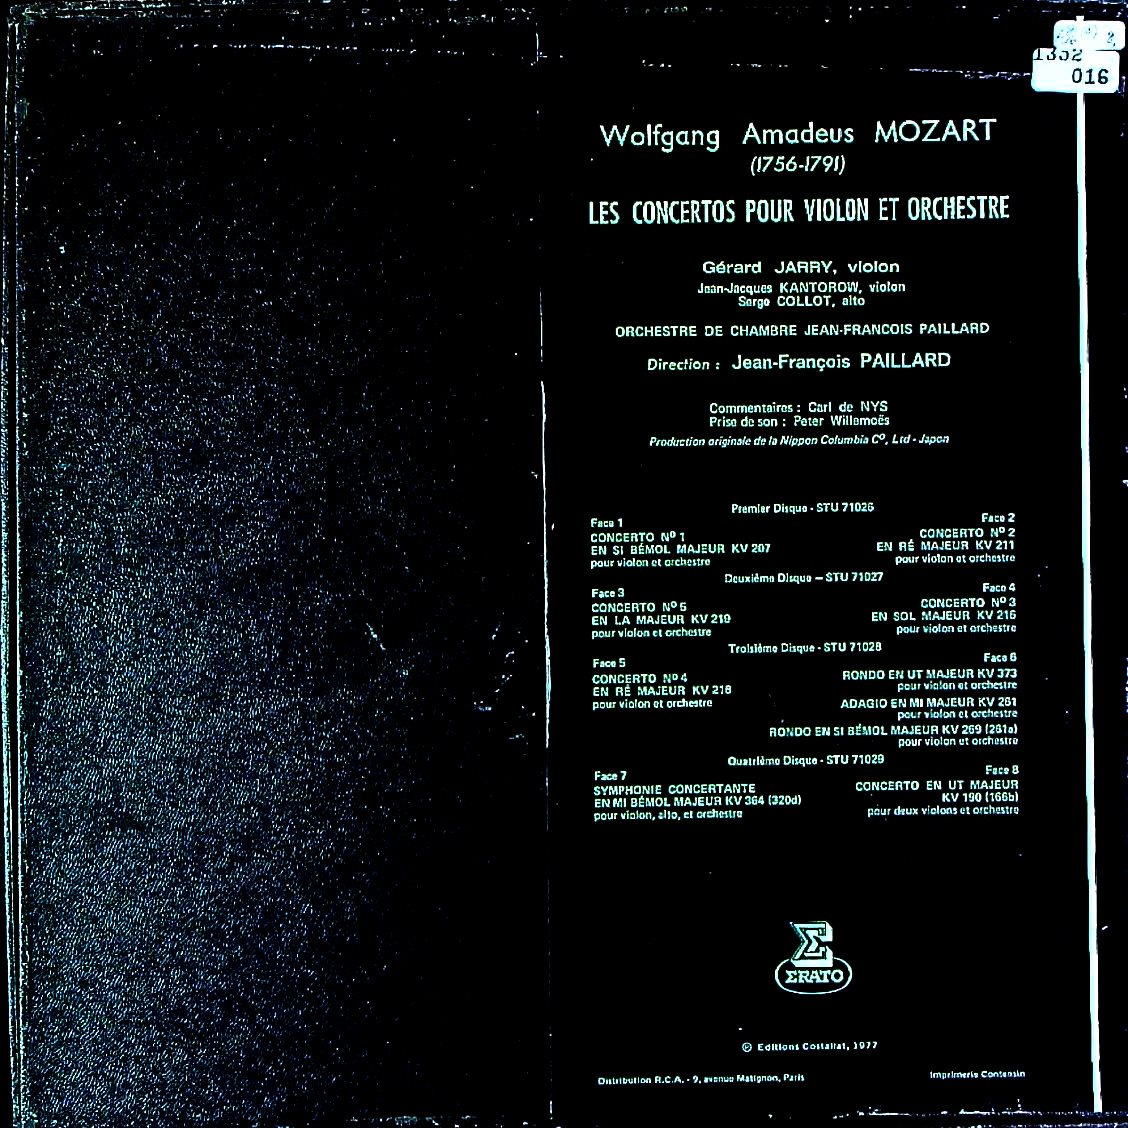 1352
016
Wolfgang Amadeus MOZART
(1756-1791)
LES CONCERTOS POUR VIOLON ET ORCHESTRE
Gérard JARRY, violon
Jean-Jacques KANTOROW, violon
Serge COLLOT, alto
ORCHESTRE DE CHAMBRE JEAN-FRANCOIS PAILLARD
Direction : Jean-François PAILLARD
Commentaires : Carl de NYS
Prise de son : Peter Willemoës
Production originale de la Nippon Columbia C°, Ltd - Japon
Premier Disque - STU 71026
Face 1
CONCERTO N° 1
EN SI BÉMOL MAJEUR KV 207
pour violon et orchestre
Face 2
CONCERTO N° 2
EN RÉ MAJEUR KV 211
pour violon et orchestre
Deuxième Disque – STU 71027
Face 3
CONCERTO N° 5
EN LA MAJEUR KV 219
pour violon et orchestre
Face 4
CONCERTO N° 3
EN SOL MAJEUR KV 216
pour violon et orchestre
Troisième Disque - STU 71028
Face 5
CONCERTO N° 4
EN RÉ MAJEUR KV 218
pour violon et orchestre
Face 6
RONDO EN UT MAJEUR KV 373
pour violon et orchestre
ADAGIO EN MI MAJEUR KV 261
pour violon et orchestre
RONDO EN SI BÉMOL MAJEUR KV 269 (261a)
pour violon et orchestre
Quatrième Disque - STU 71029
Face 7
SYMPHONIE CONCERTANTE
EN MI BÉMOL MAJEUR KV 364 (320d)
pour violon, alto, et orchestre
Face 8
CONCERTO EN UT MAJEUR
KV 190 (166b)
pour deux violons et orchestre
ERATO
℗ Editions Costallat, 1977
Distribution R.C.A. - 9, avenue Matignon, Paris
Imprimerie Contensin